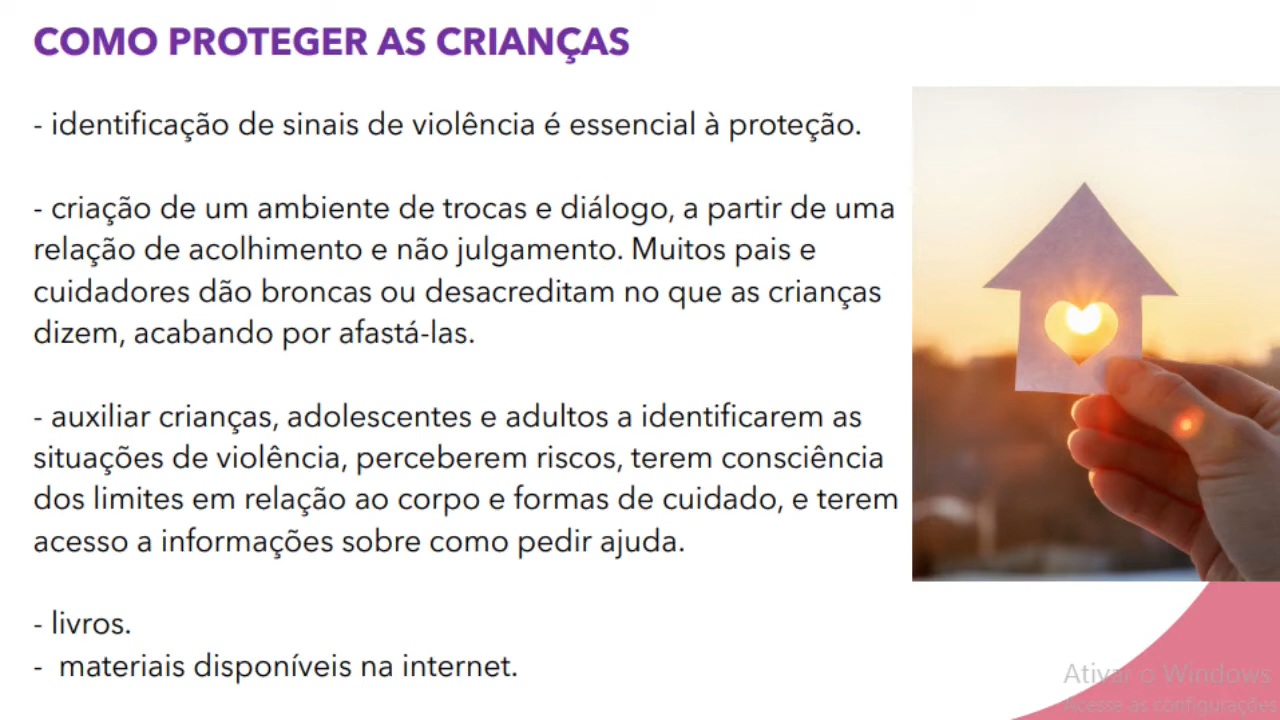 COMO PROTEGER AS CRIANÇAS
- identificação de sinais de violência é essencial à proteção.
- criação de um ambiente de trocas e diálogo, a partir de uma
relação de acolhimento e não julgamento. Muitos pais e
cuidadores dão broncas ou desacreditam no que as crianças
dizem, acabando por afastá-las.
- auxiliar crianças, adolescentes e adultos a identificarem as
situações de violência, perceberem riscos, terem consciência
dos limites em relação ao corpo e formas de cuidado, e terem
acesso a informações sobre como pedir ajuda.
- livros.
- materiais disponíveis na internet.
Ativar o Windows
Acesse as configurações